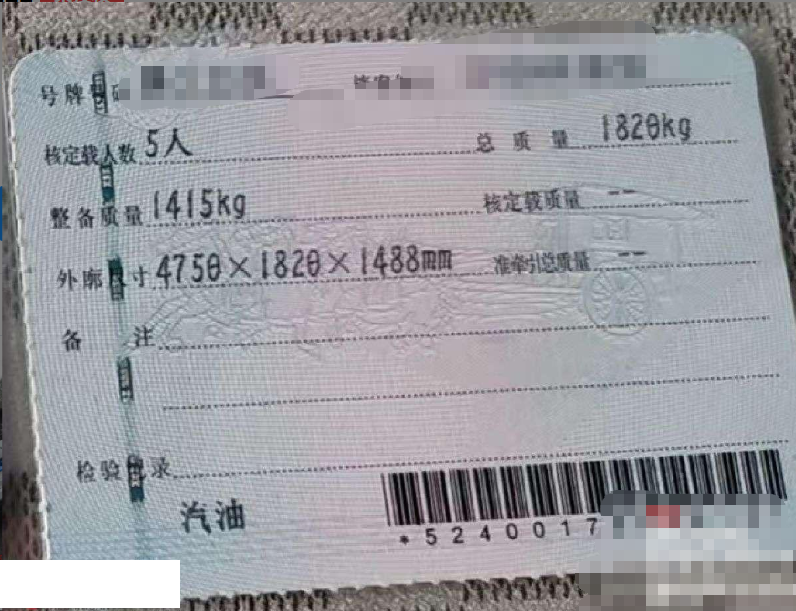 号牌号码
核定载人数 5人 总质量 1820kg
整备质量 1415kg 核定载质量 --
外廓尺寸 4750×1820×1488mm 准牵引总质量 --
备注
检验记录
汽油
*5240017